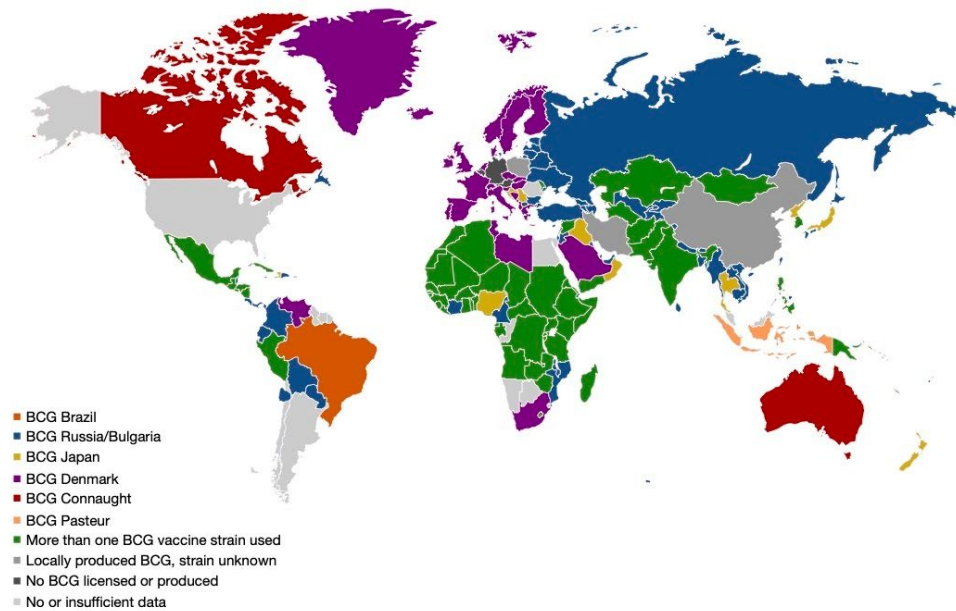 BCG Brazil
BCG Russia/Bulgaria
BCG Japan
BCG Denmark
BCG Connaught
BCG Pasteur
More than one BCG vaccine strain used
Locally produced BCG, strain unknown
No BCG licensed or produced
No or insufficient data